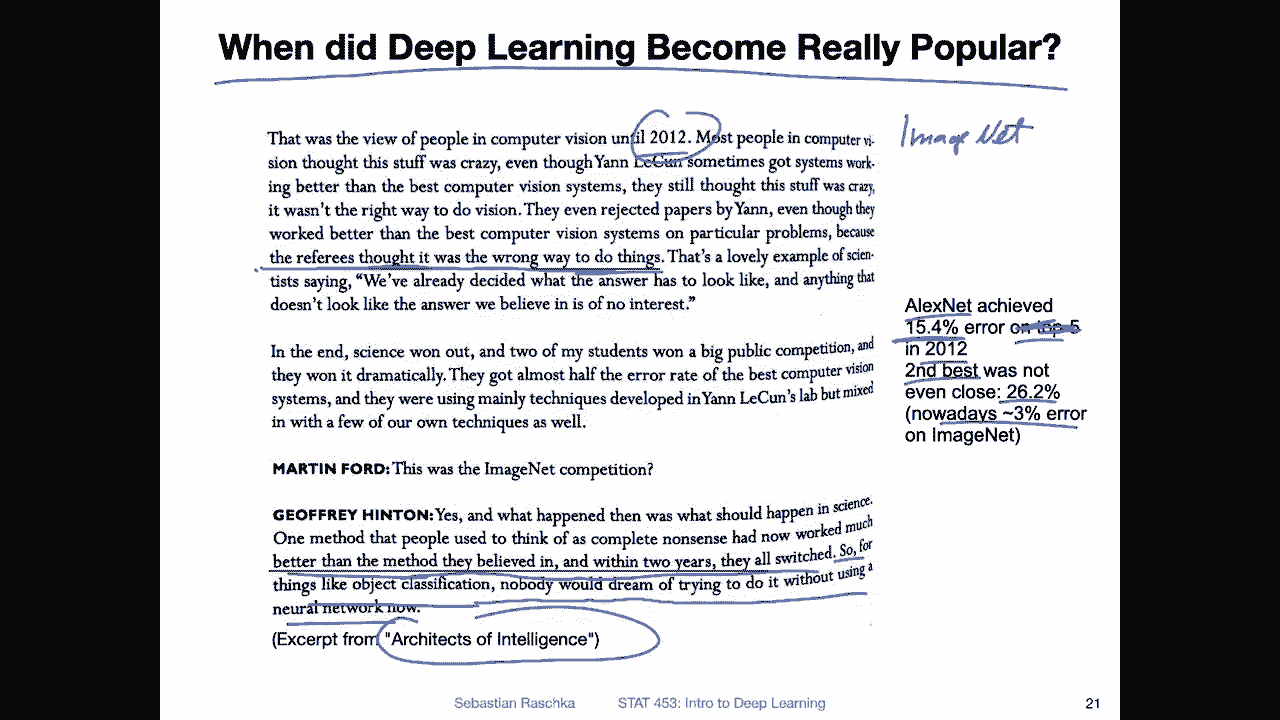 When did Deep Learning Become Really Popular?
That was the view of people in computer vision until 2012. Most people in computer vi-
sion thought this stuff was crazy, even though Yann LeCun sometimes got systems work-
ing better than the best computer vision systems, they still thought this stuff was crazy,
it wasn't the right way to do vision. They even rejected papers by Yann, even though they
worked better than the best computer vision systems on particular problems, because
the referees thought it was the wrong way to do things. That's a lovely example of scien-
tists saying, "We've already decided what the answer has to look like, and anything that
doesn't look like the answer we believe in is of no interest."
In the end, science won out, and two of my students won a big public competition, and
they won it dramatically. They got almost half the error rate of the best computer vision
systems, and they were using mainly techniques developed in Yann LeCun's lab but mixed
in with a few of our own techniques as well.
MARTIN FORD: This was the ImageNet competition?
GEOFFREY HINTON: Yes, and what happened then was what should happen in science.
One method that people used to think of as complete nonsense had now worked much
better than the method they believed in, and within two years, they all switched. So, for
things like object classification, nobody would dream of trying to do it without using a
neural network now.
(Excerpt from "Architects of Intelligence")
ImageNet
AlexNet achieved
15.4% error on top-5
in 2012
2nd best was not
even close: 26.2%
(nowadays ~3% error
on ImageNet)
Sebastian Raschka STAT 453: Intro to Deep Learning 21